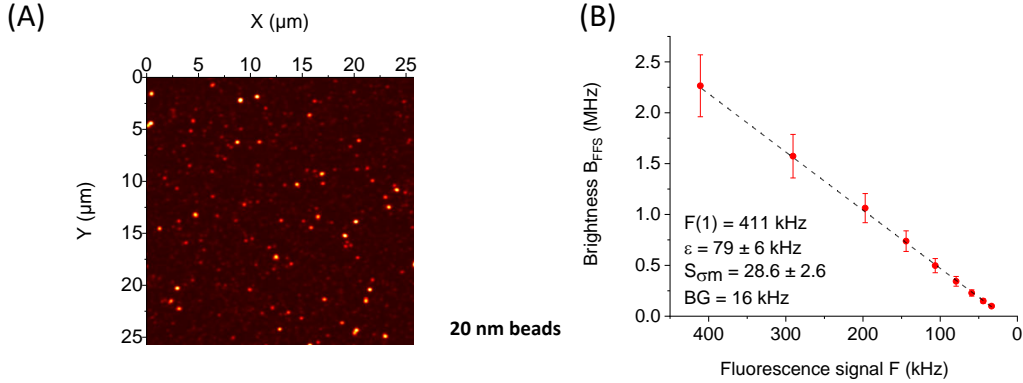 (A)
X (µm)
0 5 10 15 20 25
0
5
10
15
20
25
Y (µm)
20 nm beads
(B)
Brightness B_FFS (MHz)
2.5
2.0
1.5
1.0
0.5
0.0
F(1) = 411 kHz
ε = 79 ± 6 kHz
S_σm = 28.6 ± 2.6
BG = 16 kHz
400 300 200 100 0
Fluorescence signal F (kHz)